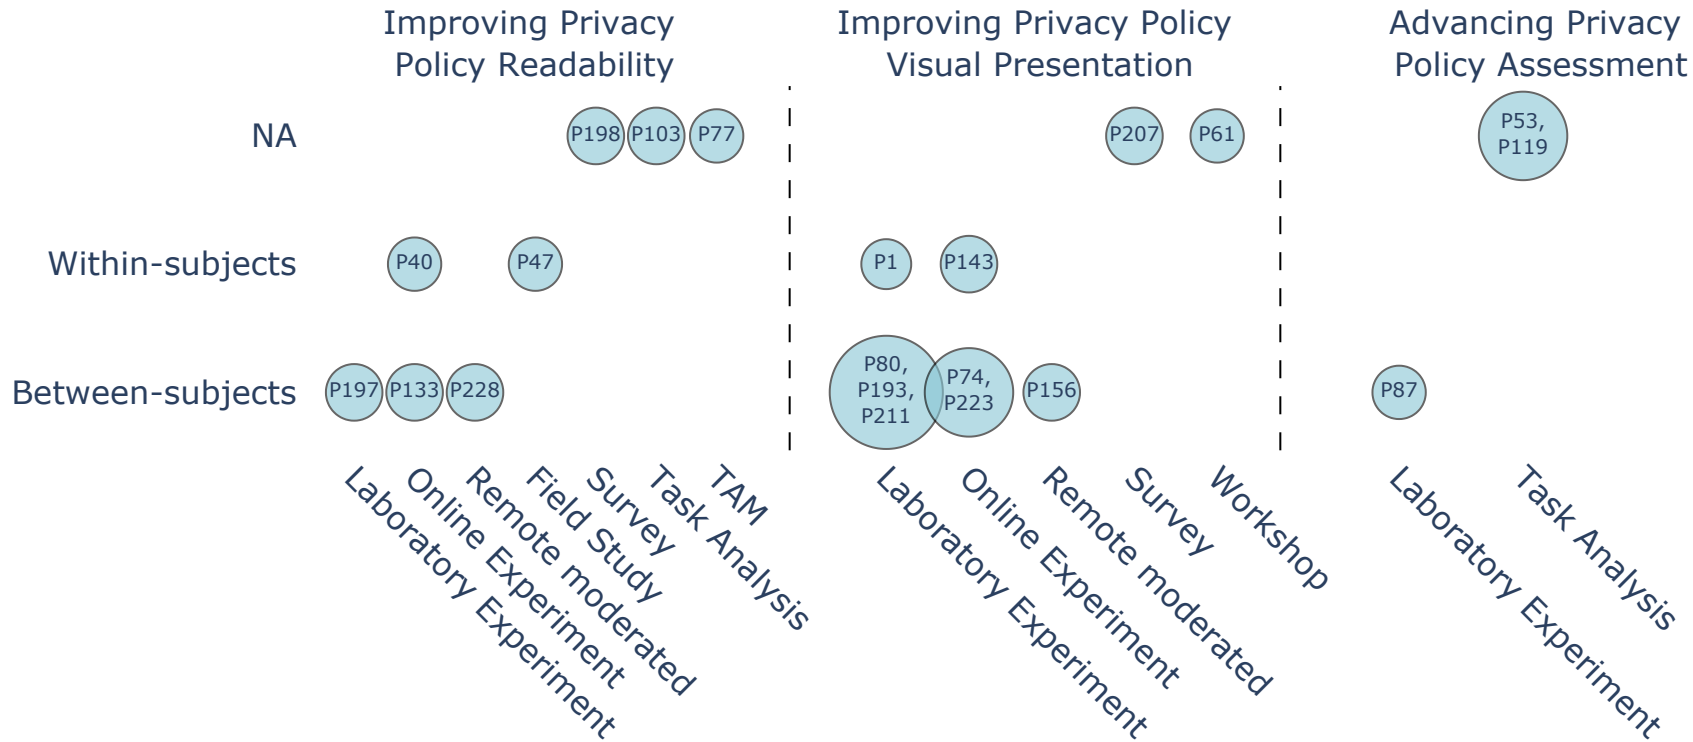 Improving Privacy
Policy Readability
Improving Privacy Policy
Visual Presentation
Advancing Privacy
Policy Assessment
NA
P198
P103
P77
P207
P61
P53,
P119
Within-subjects
P40
P47
P1
P143
Between-subjects
P197
P133
P228
P80,
P193,
P211
P74,
P223
P156
P87
Laboratory Experiment
Online Experiment
Remote moderated
Field Study
Survey
Task Analysis
TAM
Laboratory Experiment
Online Experiment
Remote moderated
Survey
Workshop
Laboratory Experiment
Task Analysis